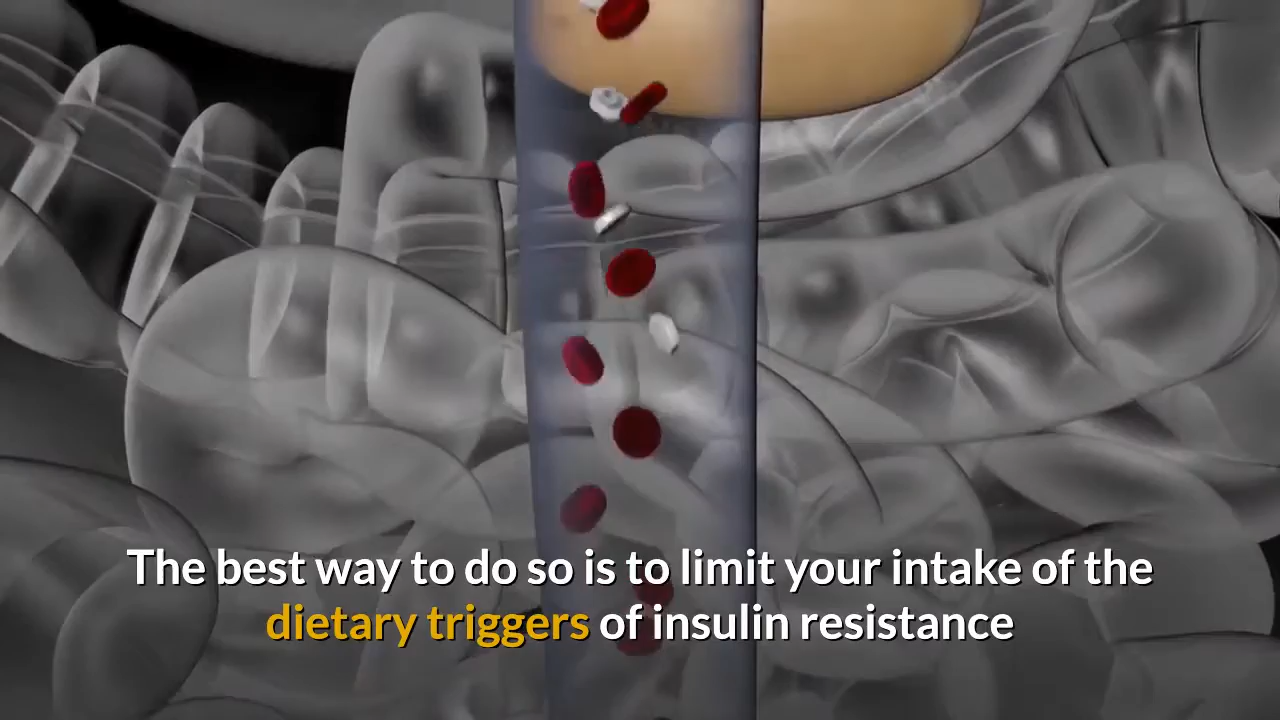 The best way to do so is to limit your intake of the
dietary triggers of insulin resistance